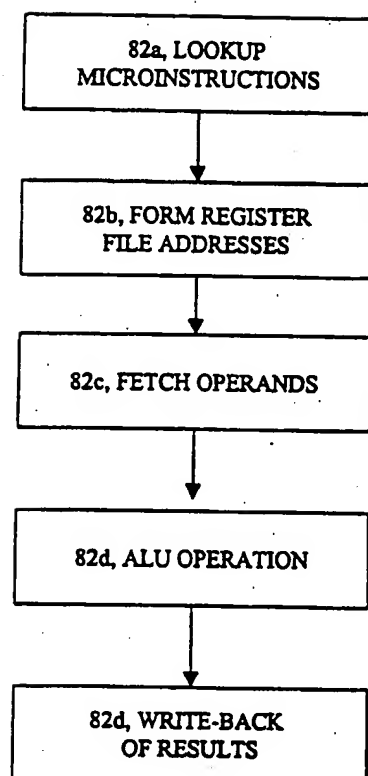 82a, LOOKUP
MICROINSTRUCTIONS
82b, FORM REGISTER
FILE ADDRESSES
82c, FETCH OPERANDS
82d, ALU OPERATION
82d, WRITE-BACK
OF RESULTS